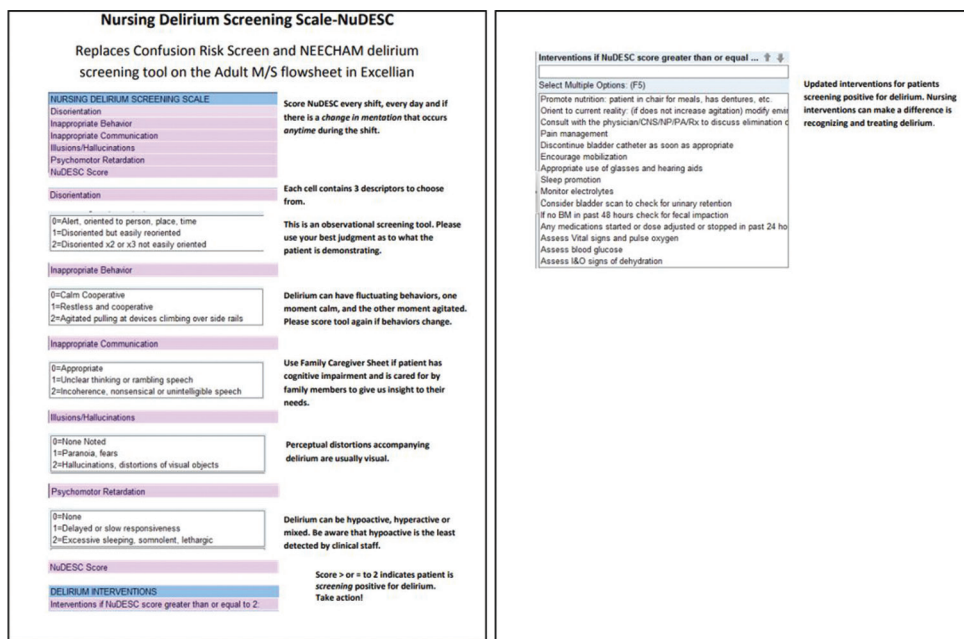 Nursing Delirium Screening Scale-NuDESC
Replaces Confusion Risk Screen and NEECHAM delirium
screening tool on the Adult M/S flowsheet in Excellian
NURSING DELIRIUM SCREENING SCALE
Disorientation
Inappropriate Behavior
Inappropriate Communication
Illusions/Hallucinations
Psychomotor Retardation
NuDESC Score
Score NuDESC every shift, every day and if
there is a change in mentation that occurs
anytime during the shift.
Disorientation
Each cell contains 3 descriptors to choose
from.
0=Alert, oriented to person, place, time
1=Disoriented but easily reoriented
2=Disoriented x2 or x3 not easily oriented
This is an observational screening tool. Please
use your best judgment as to what the
patient is demonstrating.
Inappropriate Behavior
0=Calm Cooperative
1=Restless and cooperative
2=Agitated pulling at devices climbing over side rails
Delirium can have fluctuating behaviors, one
moment calm, and the other moment agitated.
Please score tool again if behaviors change.
Inappropriate Communication
0=Appropriate
1=Unclear thinking or rambling speech
2=Incoherence, nonsensical or unintelligible speech
Use Family Caregiver Sheet if patient has
cognitive impairment and is cared for by
family members to give us insight to their
needs.
Illusions/Hallucinations
0=None Noted
1=Paranoia, fears
2=Hallucinations, distortions of visual objects
Perceptual distortions accompanying
delirium are usually visual.
Psychomotor Retardation
0=None
1=Delayed or slow responsiveness
2=Excessive sleeping, somnolent, lethargic
Delirium can be hypoactive, hyperactive or
mixed. Be aware that hypoactive is the least
detected by clinical staff.
NuDESC Score
Score > or = to 2 indicates patient is
screening positive for delirium.
Take action!
DELIRIUM INTERVENTIONS
Interventions if NuDESC score greater than or equal to 2:
Interventions if NuDESC score greater than or equal ...
Select Multiple Options: (F5)
Promote nutrition: patient in chair for meals, has dentures, etc.
Orient to current reality: (if does not increase agitation) modify envir
Consult with the physician/CNS/NP/PA/Rx to discuss elimination c
Pain management
Discontinue bladder catheter as soon as appropriate
Encourage mobilization
Appropriate use of glasses and hearing aids
Sleep promotion
Monitor electrolytes
Consider bladder scan to check for urinary retention
If no BM in past 48 hours check for fecal impaction
Any medications started or dose adjusted or stopped in past 24 ho
Assess Vital signs and pulse oxygen
Assess blood glucose
Assess I&O signs of dehydration
Updated interventions for patients
screening positive for delirium. Nursing
interventions can make a difference is
recognizing and treating delirium.